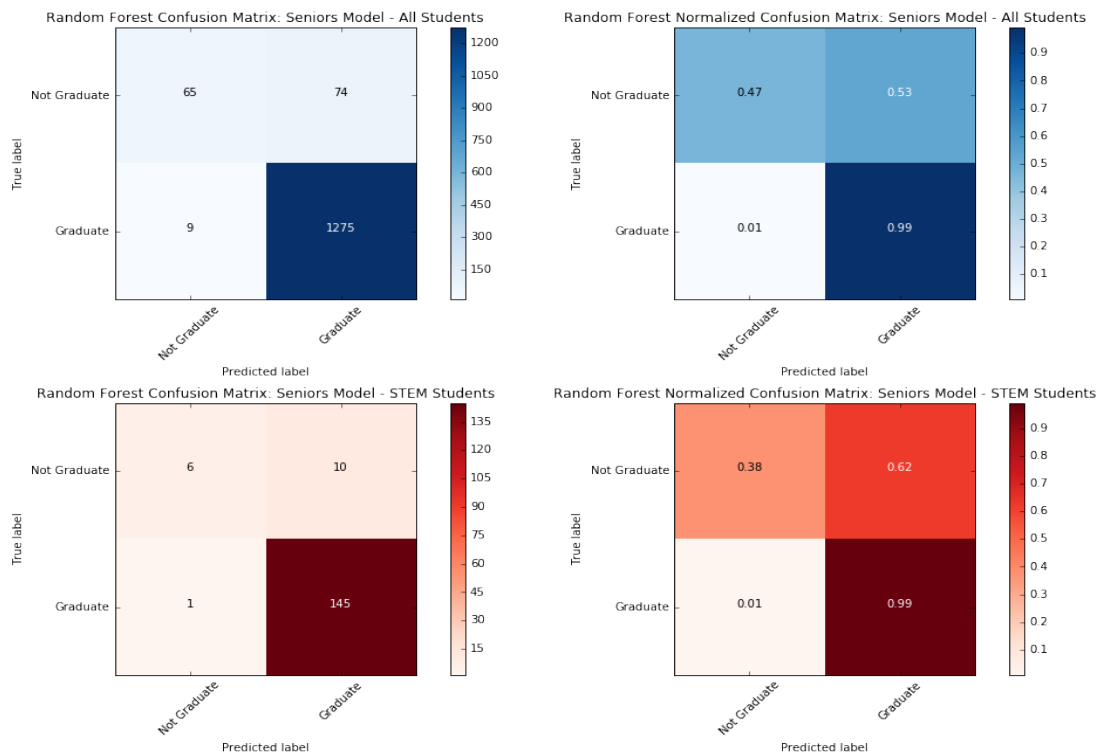 Random Forest Confusion Matrix: Seniors Model - All Students
Not Graduate
Graduate
True label
65
74
9
1275
Not Graduate
Graduate
Predicted label
1200
1050
900
750
600
450
300
150
Random Forest Normalized Confusion Matrix: Seniors Model - All Students
Not Graduate
Graduate
True label
0.47
0.53
0.01
0.99
Not Graduate
Graduate
Predicted label
0.9
0.8
0.7
0.6
0.5
0.4
0.3
0.2
0.1
Random Forest Confusion Matrix: Seniors Model - STEM Students
Not Graduate
Graduate
True label
6
10
1
145
Not Graduate
Graduate
Predicted label
135
120
105
90
75
60
45
30
15
Random Forest Normalized Confusion Matrix: Seniors Model - STEM Students
Not Graduate
Graduate
True label
0.38
0.62
0.01
0.99
Not Graduate
Graduate
Predicted label
0.9
0.8
0.7
0.6
0.5
0.4
0.3
0.2
0.1